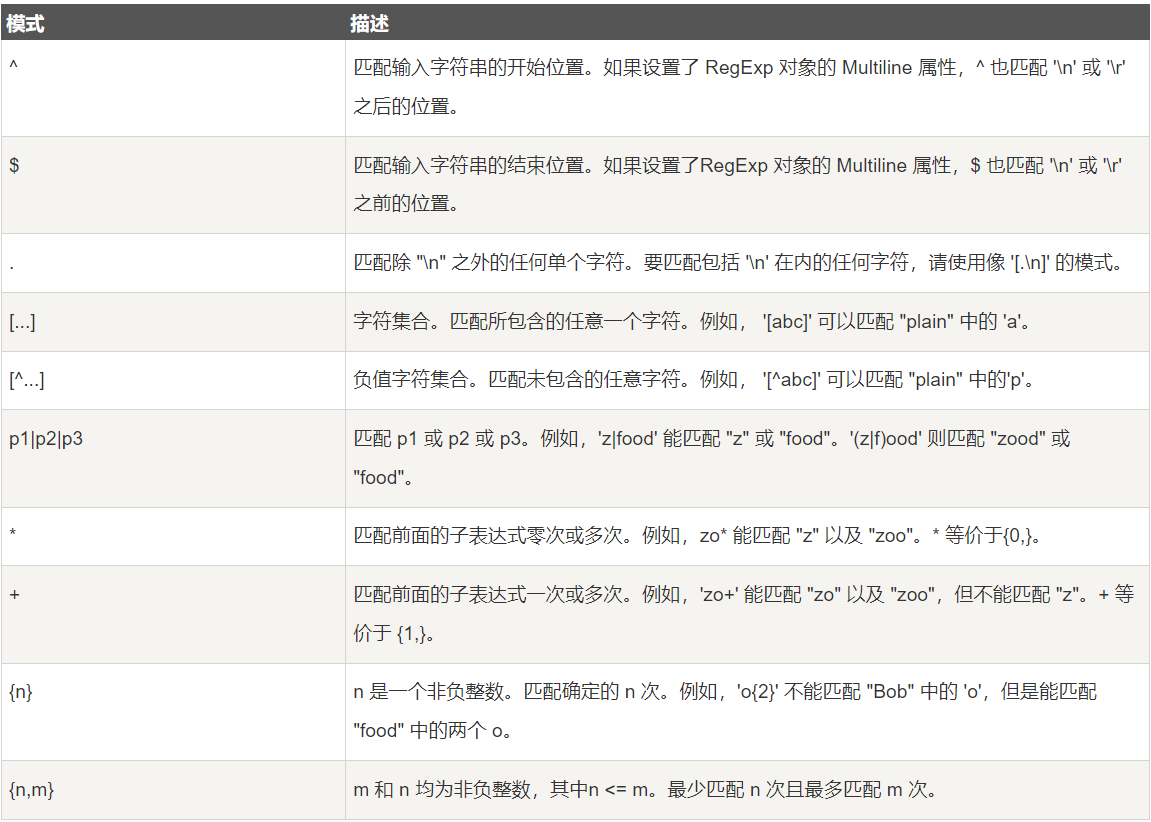 模式 描述
^ 匹配输入字符串的开始位置。如果设置了 RegExp 对象的 Multiline 属性，^ 也匹配 '\n' 或 '\r'
之后的位置。
$ 匹配输入字符串的结束位置。如果设置了RegExp 对象的 Multiline 属性，$ 也匹配 '\n' 或 '\r'
之前的位置。
. 匹配除 "\n" 之外的任何单个字符。要匹配包括 '\n' 在内的任何字符，请使用像 '[.\n]' 的模式。
[...] 字符集合。匹配所包含的任意一个字符。例如， '[abc]' 可以匹配 "plain" 中的 'a'。
[^...] 负值字符集合。匹配未包含的任意字符。例如， '[^abc]' 可以匹配 "plain" 中的'p'。
p1|p2|p3 匹配 p1 或 p2 或 p3。例如，'z|food' 能匹配 "z" 或 "food"。'(z|f)ood' 则匹配 "zood" 或
"food"。
* 匹配前面的子表达式零次或多次。例如，zo* 能匹配 "z" 以及 "zoo"。* 等价于{0,}。
+ 匹配前面的子表达式一次或多次。例如，'zo+' 能匹配 "zo" 以及 "zoo"，但不能匹配 "z"。+ 等
价于 {1,}。
{n} n 是一个非负整数。匹配确定的 n 次。例如，'o{2}' 不能匹配 "Bob" 中的 'o'，但是能匹配
"food" 中的两个 o。
{n,m} m 和 n 均为非负整数，其中n <= m。最少匹配 n 次且最多匹配 m 次。